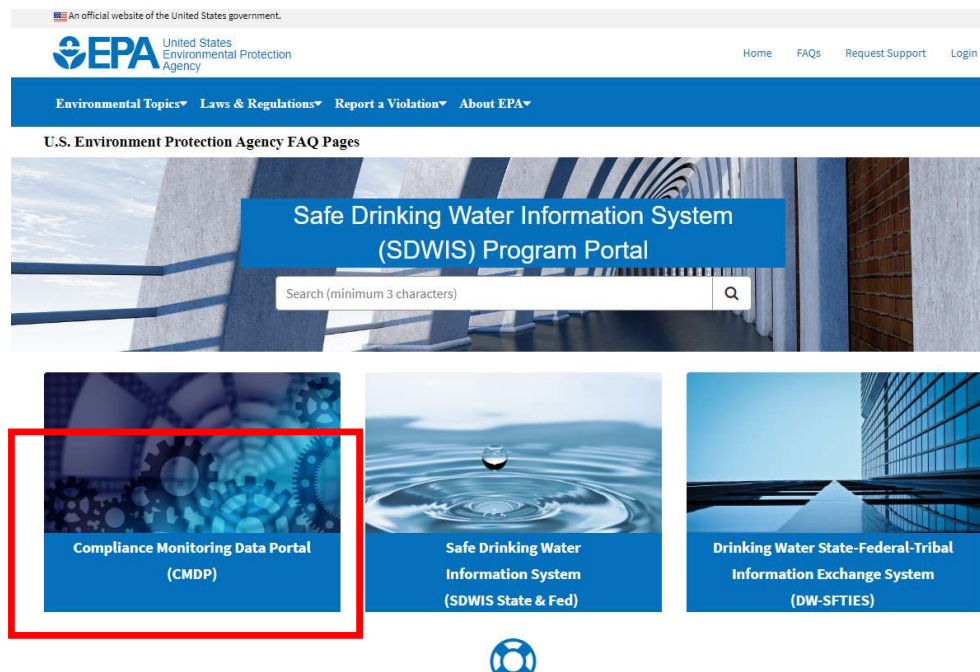 An official website of the United States government.
EPA
United States
Environmental Protection
Agency
Home FAQs Request Support Login
Environmental Topics Laws & Regulations Report a Violation About EPA
U.S. Environment Protection Agency FAQ Pages
Safe Drinking Water Information System
(SDWIS) Program Portal
Search (minimum 3 characters)
Compliance Monitoring Data Portal
(CMDP)
Safe Drinking Water
Information System
(SDWIS State & Fed)
Drinking Water State-Federal-Tribal
Information Exchange System
(DW-SFTIES)